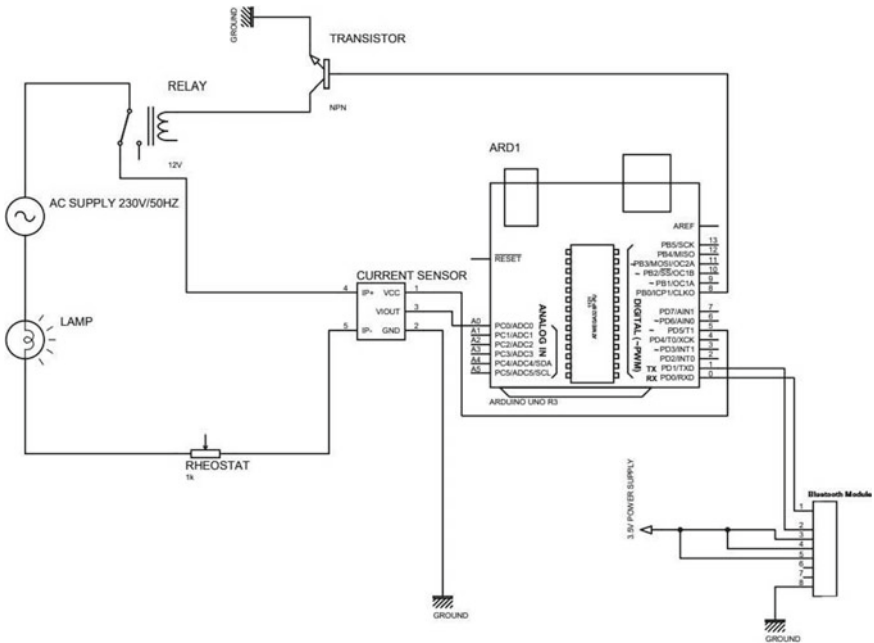 GROUND
TRANSISTOR
NPN
RELAY
12V
AC SUPPLY 230V/50HZ
LAMP
RHEOSTAT
1k
CURRENT SENSOR
4 IP+ VCC 1
VIOUT 3
5 IP- GND 2
GROUND
ARD1
RESET
AREF
PB5/SCK 13
PB4/MISO 12
~PB3/MOSI/OC2A 11
~ PB2/SS/OC1B 10
~PB1/OC1A 9
PB0/ICP1/CLKO 8
PD7/AIN1 7
~PD6/AIN0 6
~ PD5/T1 5
PD4/T0/XCK 4
~PD3/INT1 3
PD2/INT0 2
TX PD1/TXD 1
RX PD0/RXD 0
DIGITAL (~PWM)
ANALOG IN
A0 PC0/ADC0
A1 PC1/ADC1
A2 PC2/ADC2
A3 PC3/ADC3
A4 PC4/ADC4/SDA
A5 PC5/ADC5/SCL
ARDUINO UNO R3
3.5V POWER SUPPLY
Bluetooth Module
1
2
3
4
5
6
7
8
GROUND